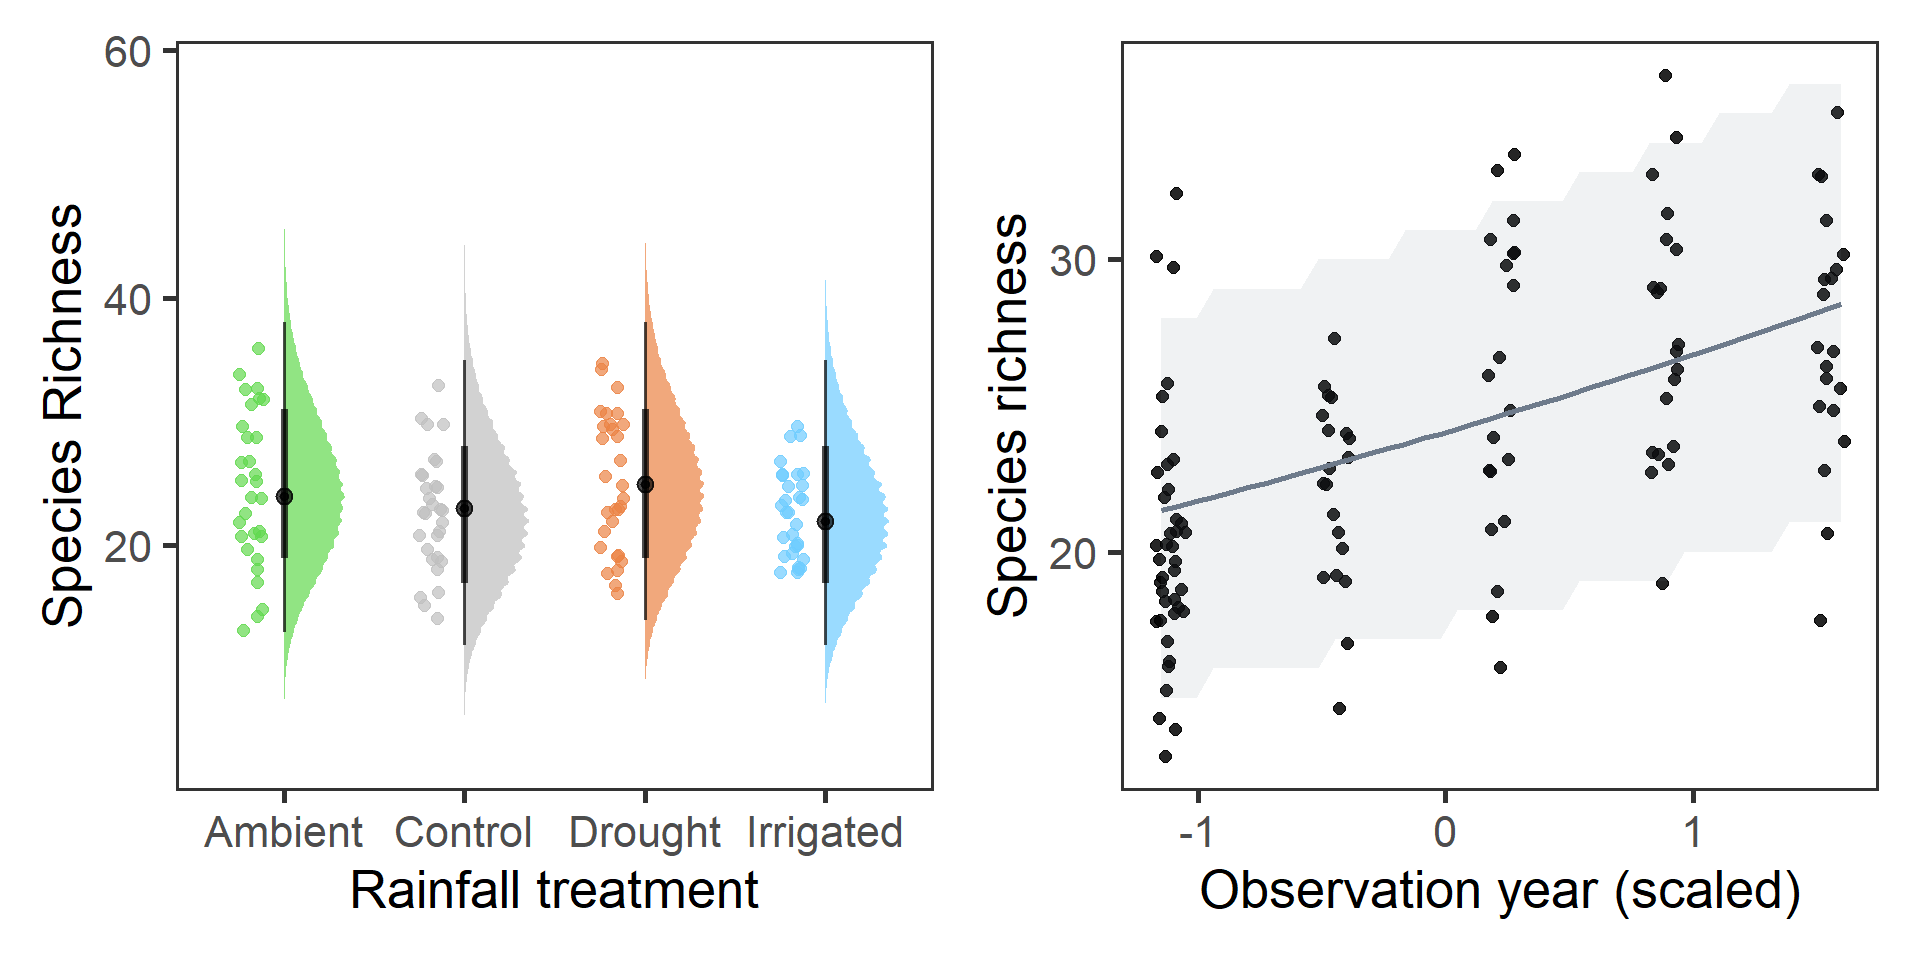 Species Richness
60
40
20
Ambient Control Drought Irrigated
Rainfall treatment
Species richness
30
20
-1 0 1
Observation year (scaled)